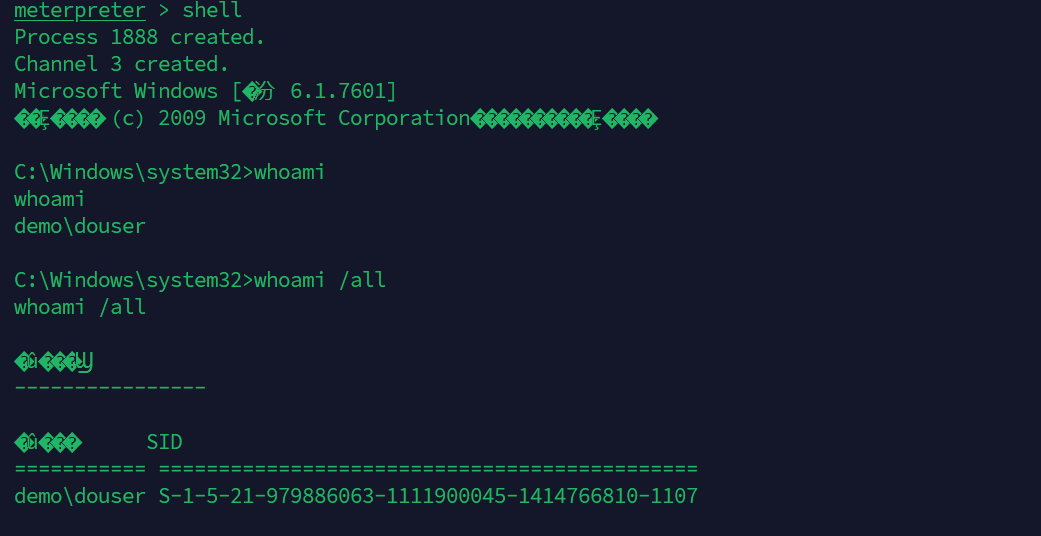 meterpreter > shell
Process 1888 created.
Channel 3 created.
Microsoft Windows [�汾 6.1.7601]
(c) 2009 Microsoft Corporation
C:\Windows\system32>whoami
whoami
demo\douser
C:\Windows\system32>whoami /all
whoami /all
----------------
SID
=========== =============================================
demo\douser S-1-5-21-979886063-1111900045-1414766810-1107